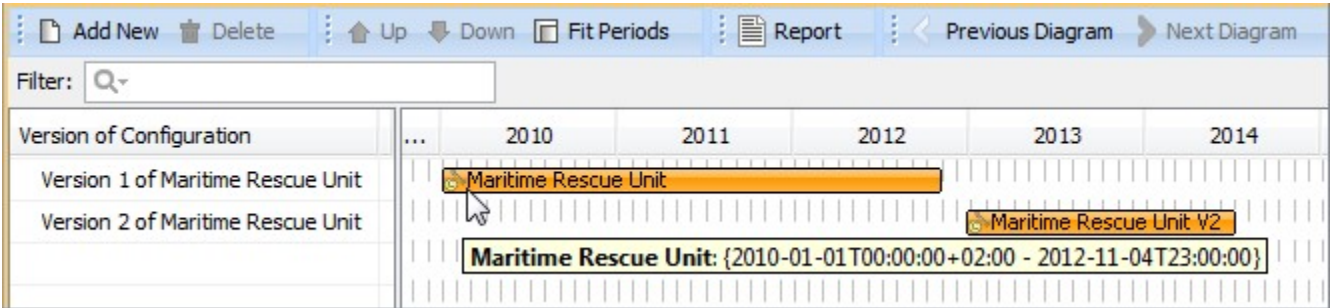 Add New Delete Up Down Fit Periods Report Previous Diagram Next Diagram
Filter:
Version of Configuration ... 2010 2011 2012 2013 2014
Version 1 of Maritime Rescue Unit Maritime Rescue Unit
Version 2 of Maritime Rescue Unit Maritime Rescue Unit V2
Maritime Rescue Unit: {2010-01-01T00:00:00+02:00 - 2012-11-04T23:00:00}